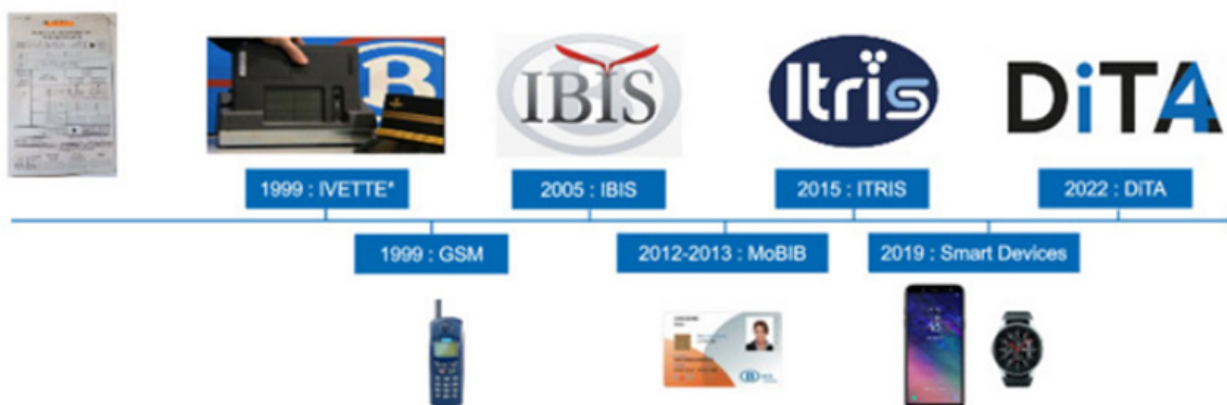 IBIS
Itris
DiTA
1999 : IVETTE*
2005 : IBIS
2015 : ITRIS
2022 : DiTA
1999 : GSM
2012-2013 : MoBIB
2019 : Smart Devices